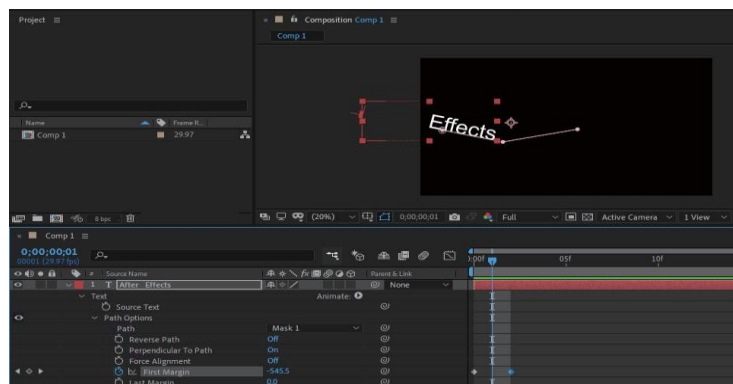 Project
Composition Comp 1
Comp 1
Name Frame R...
Comp 1 29.97
Effects
8 bpc
(20%) 0;00;00;01 Full Active Camera 1 View
Comp 1
0;00;00;01
00001 (29.97 fps)
:00f 05f 10f
# Source Name Parent & Link
1 T After Effects None
Text Animate:
Source Text
Path Options
Path Mask 1
Reverse Path Off
Perpendicular To Path On
Force Alignment Off
First Margin -545.5
Last Margin 0.0